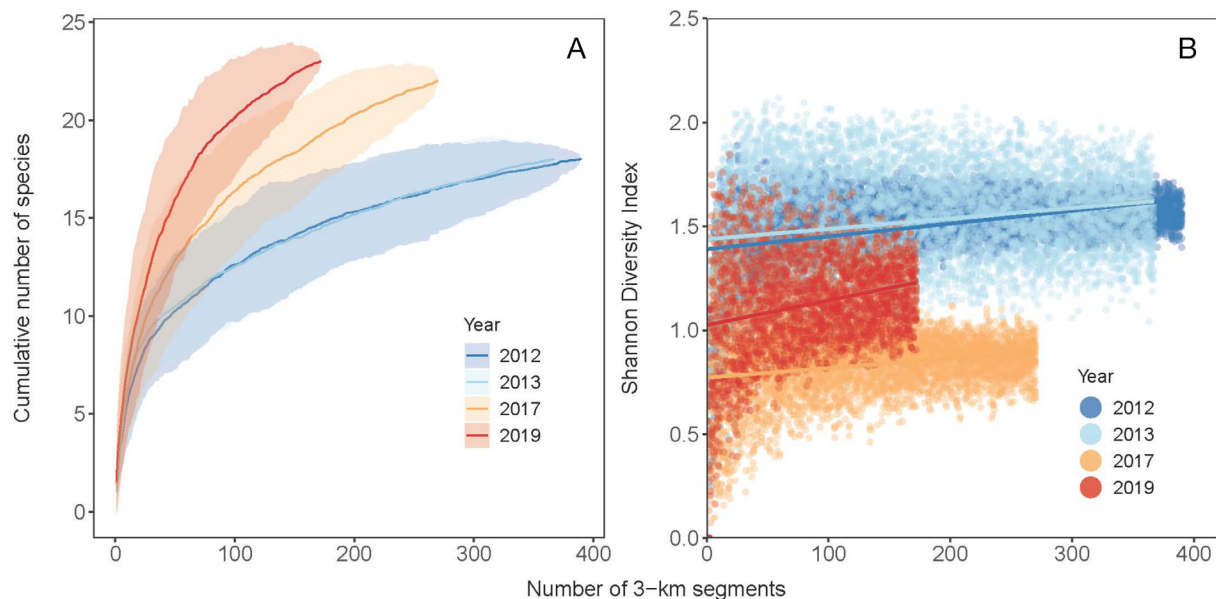 A
Cumulative number of species
25
20
15
10
5
0
0 100 200 300 400
Year
2012
2013
2017
2019
B
Shannon Diversity Index
2.5
2.0
1.5
1.0
0.5
0.0
0 100 200 300 400
Year
2012
2013
2017
2019
Number of 3-km segments